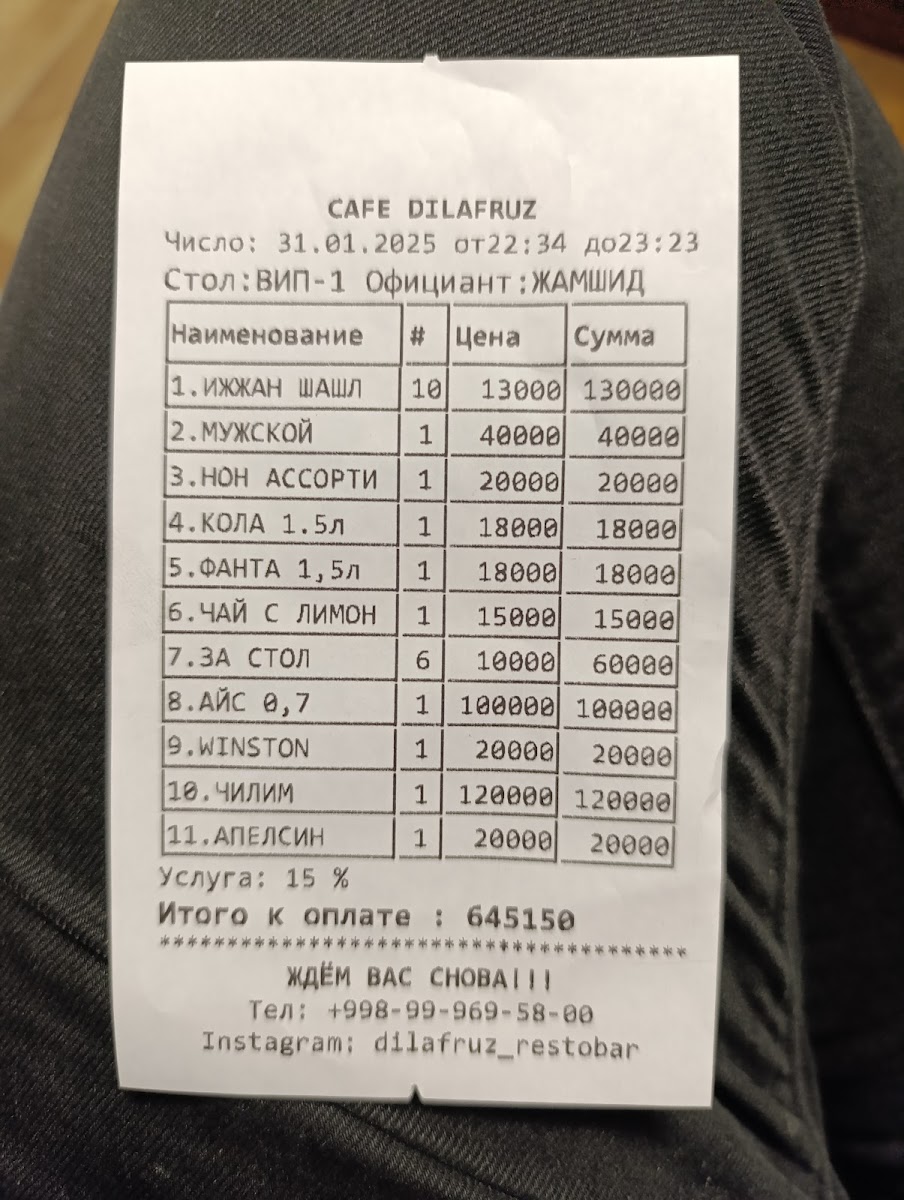 CAFE DILAFRUZ
Число: 31.01.2025 от22:34 до23:23
Стол:ВИП-1 Официант:ЖАМШИД
Наименование # Цена Сумма
1.ИЖЖАН ШАШЛ 10 13000 130000
2.МУЖСКОЙ 1 40000 40000
3.НОН АССОРТИ 1 20000 20000
4.КОЛА 1.5л 1 18000 18000
5.ФАНТА 1,5л 1 18000 18000
6.ЧАЙ С ЛИМОН 1 15000 15000
7.ЗА СТОЛ 6 10000 60000
8.АЙС 0,7 1 100000 100000
9.WINSTON 1 20000 20000
10.ЧИЛИМ 1 120000 120000
11.АПЕЛСИН 1 20000 20000
Услуга: 15 %
Итого к оплате : 645150
****************************************
ЖДЁМ ВАС СНОВА!!!
Тел: +998-99-969-58-00
Instagram: dilafruz_restobar